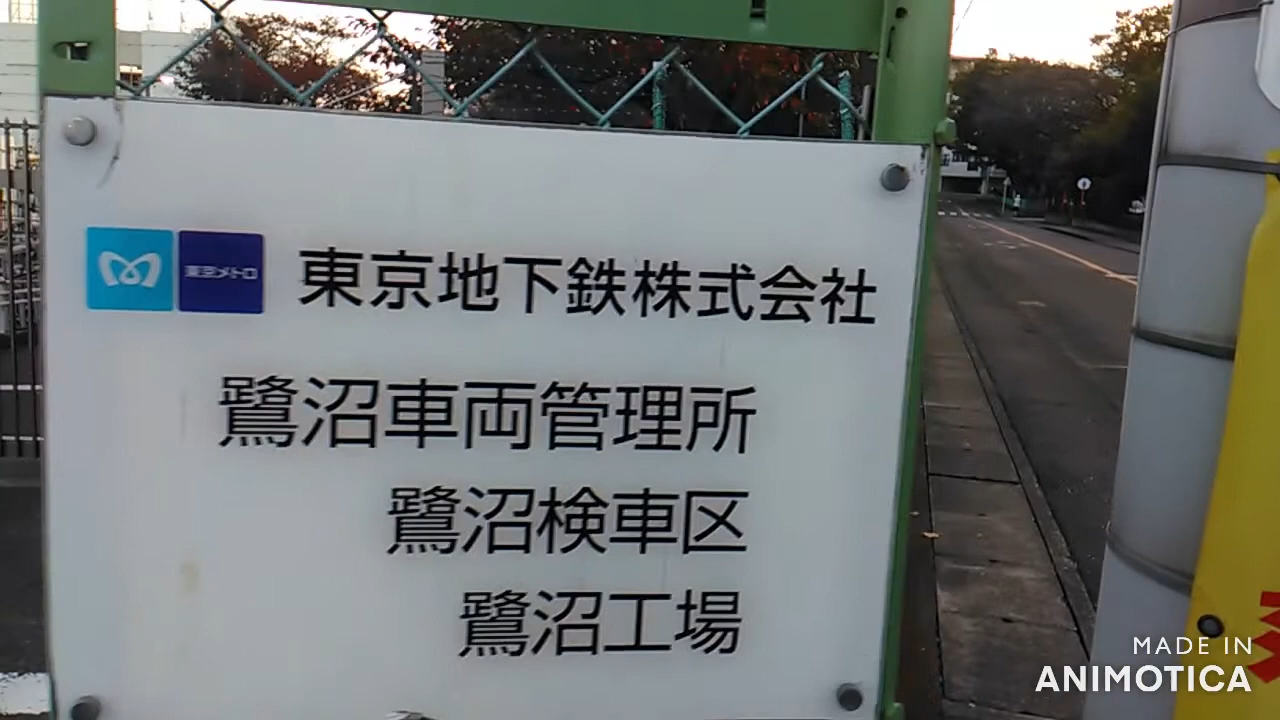 東京メトロ 東京地下鉄株式会社
鷺沼車両管理所
鷺沼検車区
鷺沼工場
MADE IN
ANIMOTICA